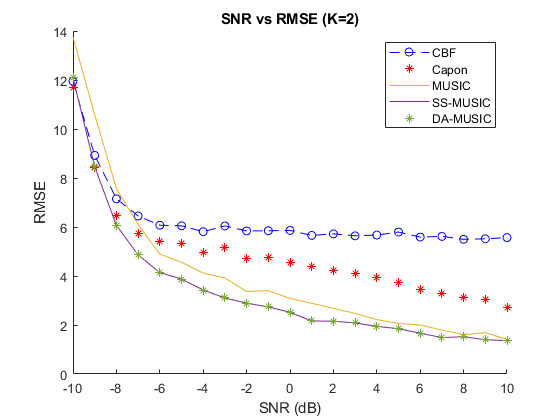 SNR vs RMSE (K=2)
CBF
Capon
MUSIC
SS-MUSIC
DA-MUSIC
RMSE
14
12
10
8
6
4
2
0
-10 -8 -6 -4 -2 0 2 4 6 8 10
SNR (dB)